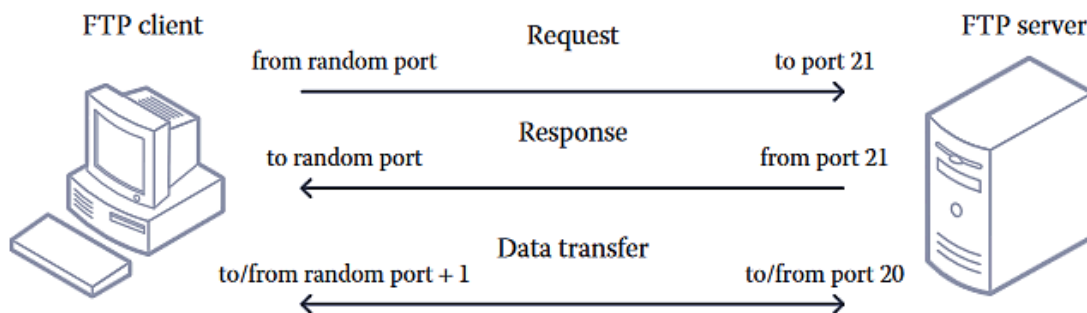 FTP client
Request
FTP server
from random port
to port 21
Response
to random port
from port 21
Data transfer
to/from random port + 1
to/from port 20